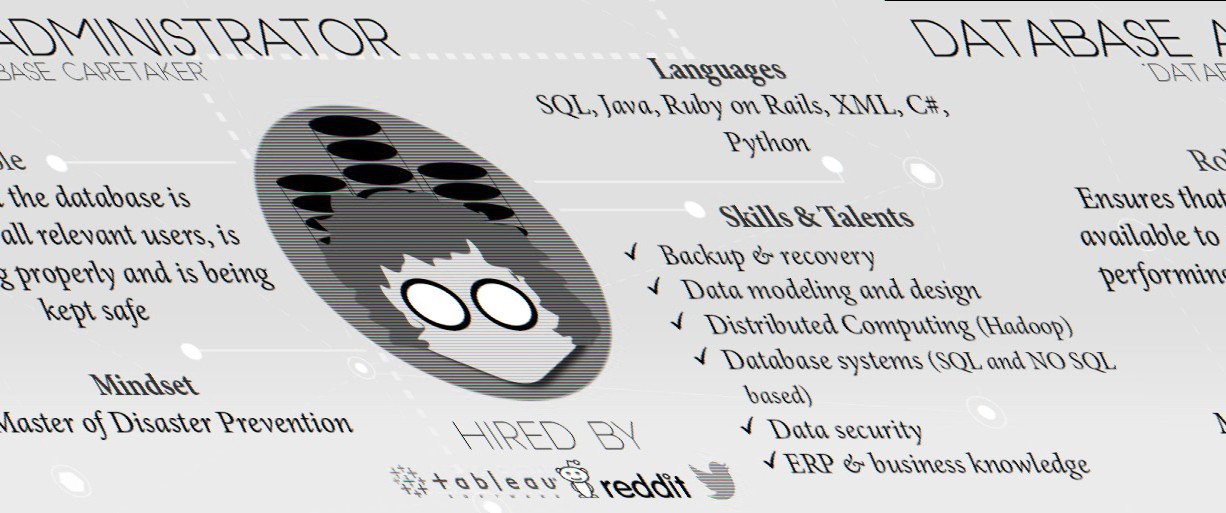 ADMINISTRATOR
BASE CARETAKER'
DATABASE A
"DATAB
Languages
SQL, Java, Ruby on Rails, XML, C#,
Python
Skills & Talents
✓ Backup & recovery
✓ Data modeling and design
✓ Distributed Computing (Hadoop)
✓ Database systems (SQL and NO SQL
based)
✓ Data security
✓ ERP & business knowledge
le
t the database is
all relevant users, is
g properly and is being
kept safe
Mindset
Master of Disaster Prevention
HIRED BY
tableau
SOFTWARE
reddit
Ro
Ensures that
available to
performing
M